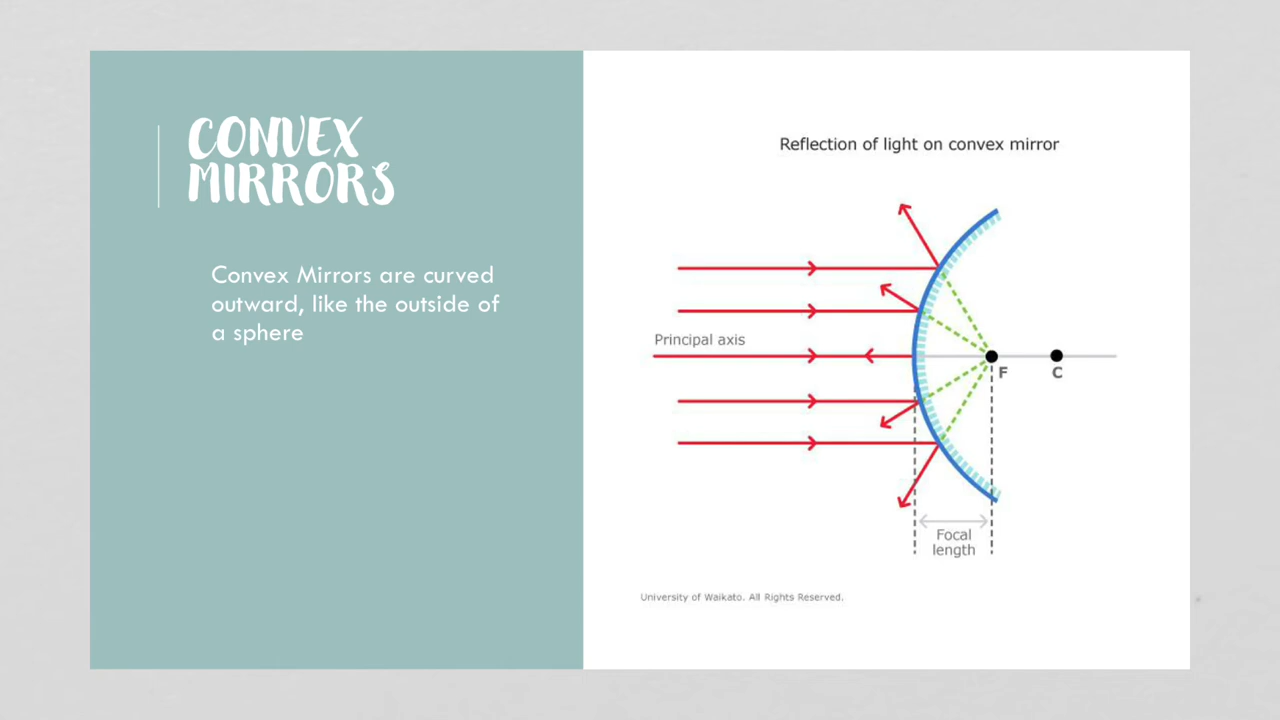 CONVEX
MIRRORS
Convex Mirrors are curved
outward, like the outside of
a sphere
Reflection of light on convex mirror
Principal axis
F
C
Focal
length
University of Waikato. All Rights Reserved.